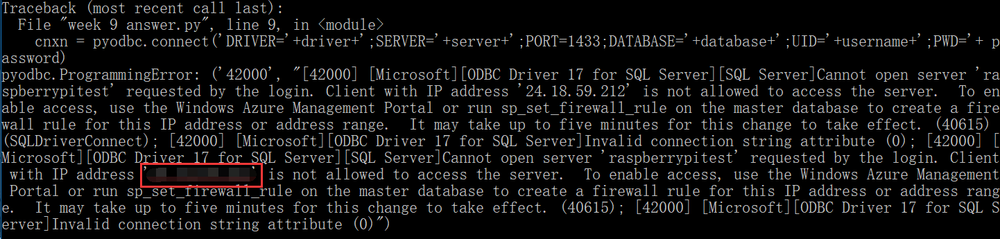 Traceback (most recent call last):
  File "week 9 answer.py", line 9, in <module>
    cnxn = pyodbc.connect('DRIVER='+driver+';SERVER='+server+';PORT=1433;DATABASE='+database+';UID='+username+';PWD='+ p
assword)
pyodbc.ProgrammingError: ('42000', "[42000] [Microsoft][ODBC Driver 17 for SQL Server][SQL Server]Cannot open server 'ra
spberrypitest' requested by the login. Client with IP address '24.18.59.212' is not allowed to access the server.  To en
able access, use the Windows Azure Management Portal or run sp_set_firewall_rule on the master database to create a fire
wall rule for this IP address or address range.  It may take up to five minutes for this change to take effect. (40615)
(SQLDriverConnect); [42000] [Microsoft][ODBC Driver 17 for SQL Server]Invalid connection string attribute (0); [42000] [
Microsoft][ODBC Driver 17 for SQL Server][SQL Server]Cannot open server 'raspberrypitest' requested by the login. Client
 with IP address '' is not allowed to access the server.  To enable access, use the Windows Azure Management
 Portal or run sp_set_firewall_rule on the master database to create a firewall rule for this IP address or address rang
e.  It may take up to five minutes for this change to take effect. (40615); [42000] [Microsoft][ODBC Driver 17 for SQL S
erver]Invalid connection string attribute (0)")